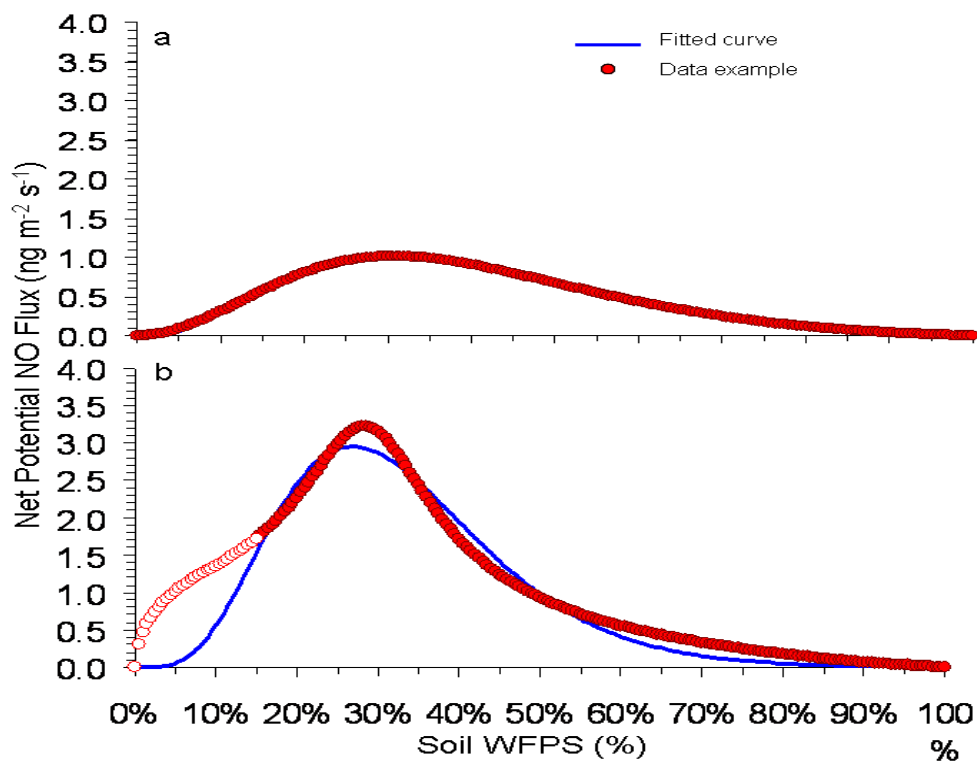 Net Potential NO Flux (ng m-2 s-1)
a
Fitted curve
Data example
4.0
3.5
3.0
2.5
2.0
1.5
1.0
0.5
0.0
b
4.0
3.5
3.0
2.5
2.0
1.5
1.0
0.5
0.0
0% 10% 20% 30% 40% 50% 60% 70% 80% 90% 100
%
Soil WFPS (%)